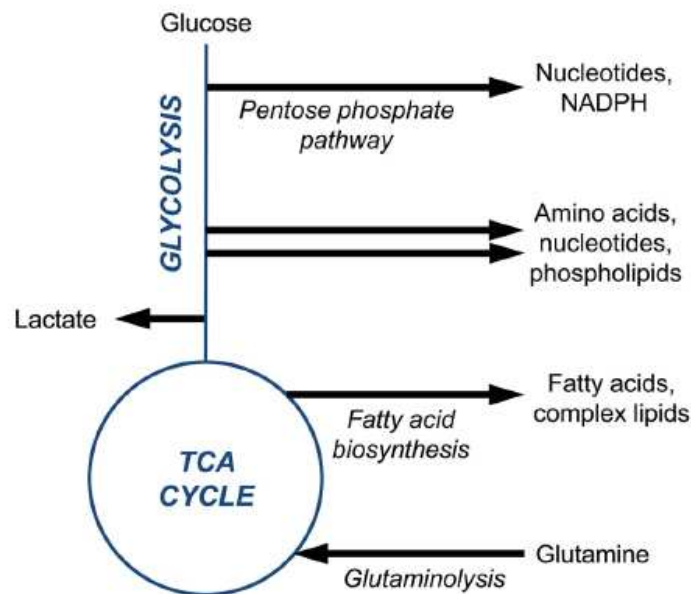 Glucose
GLYCOLYSIS
Pentose phosphate
pathway
Nucleotides,
NADPH
Amino acids,
nucleotides,
phospholipids
Lactate
Fatty acid
biosynthesis
Fatty acids,
complex lipids
TCA
CYCLE
Glutaminolysis
Glutamine